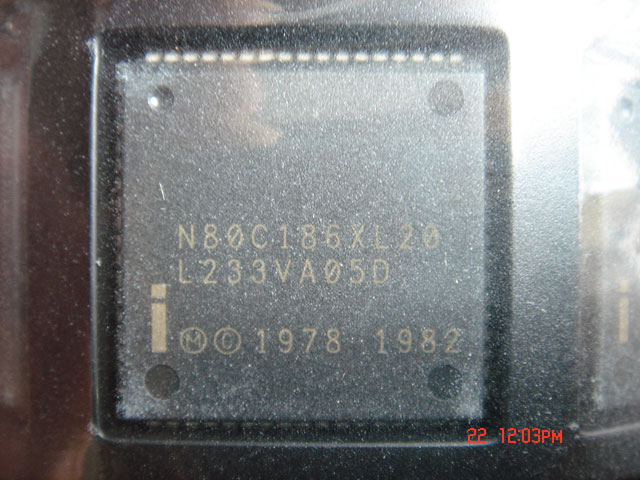 N80C186XL20
L233VA05D
i Ⓜ © 1978 1982
22 12:03PM